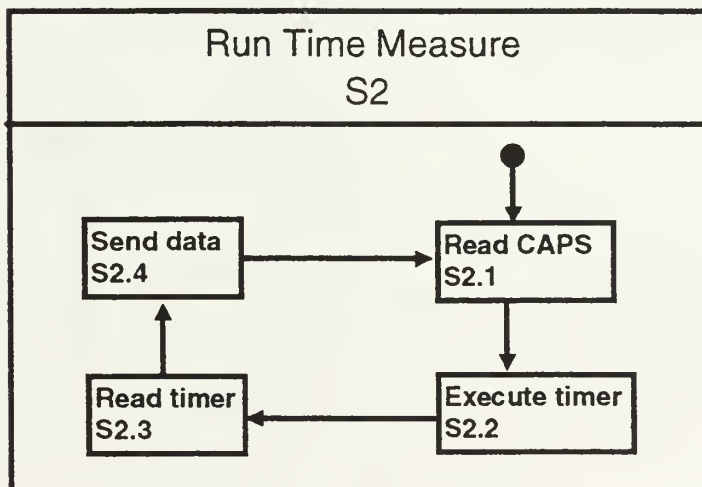 Run Time Measure
S2
Send data
S2.4
Read CAPS
S2.1
Read timer
S2.3
Execute timer
S2.2